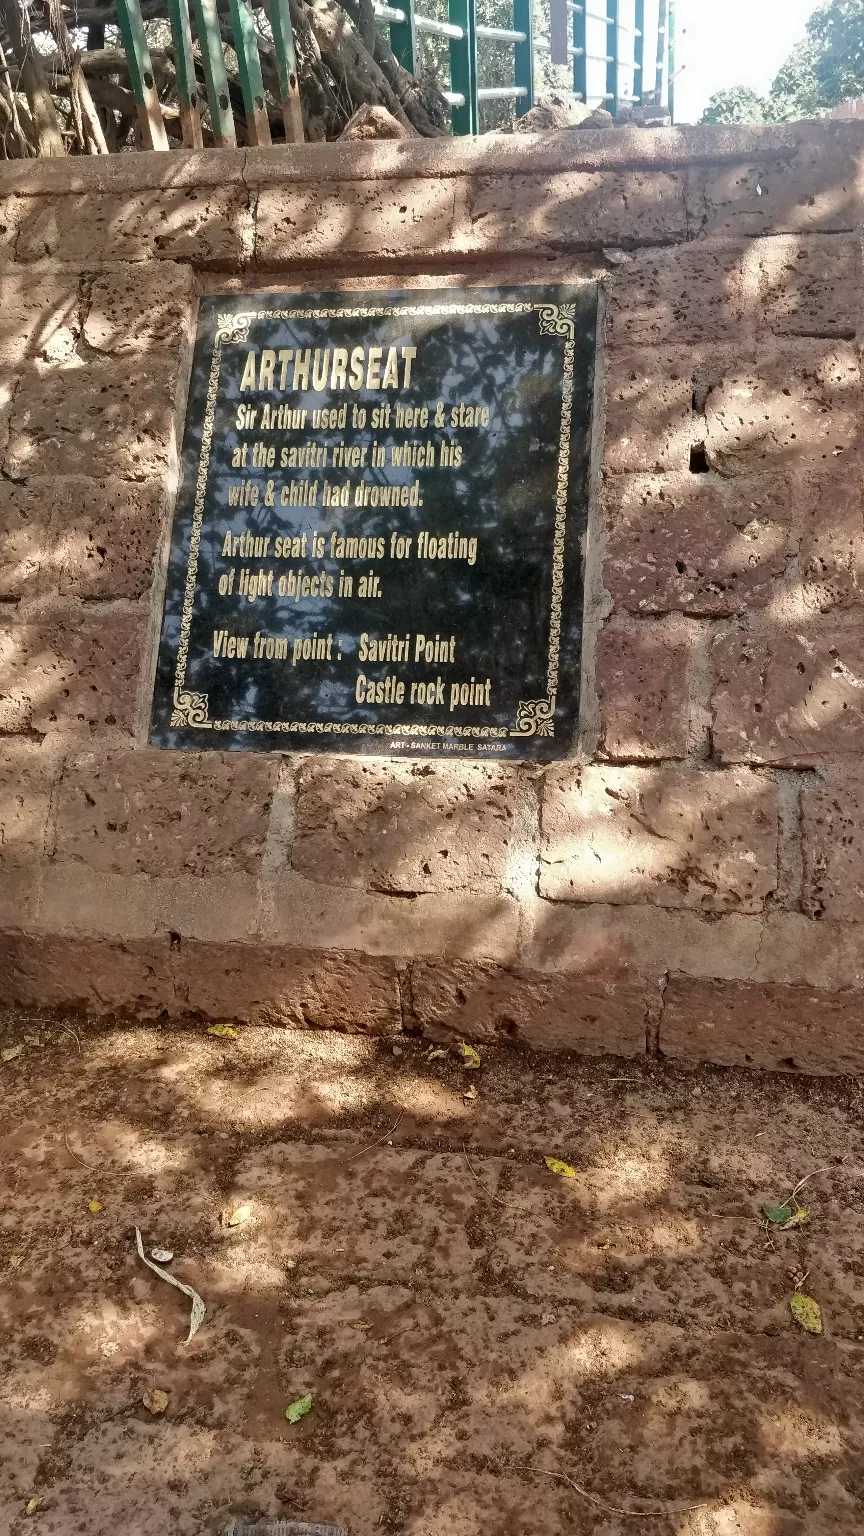 ARTHURSEAT
Sir Arthur used to sit here & stare
at the savitri river in which his
wife & child had drowned.
Arthur seat is famous for floating
of light objects in air.
View from point : Savitri Point
Castle rock point
ART - SANKET MARBLE SATARA